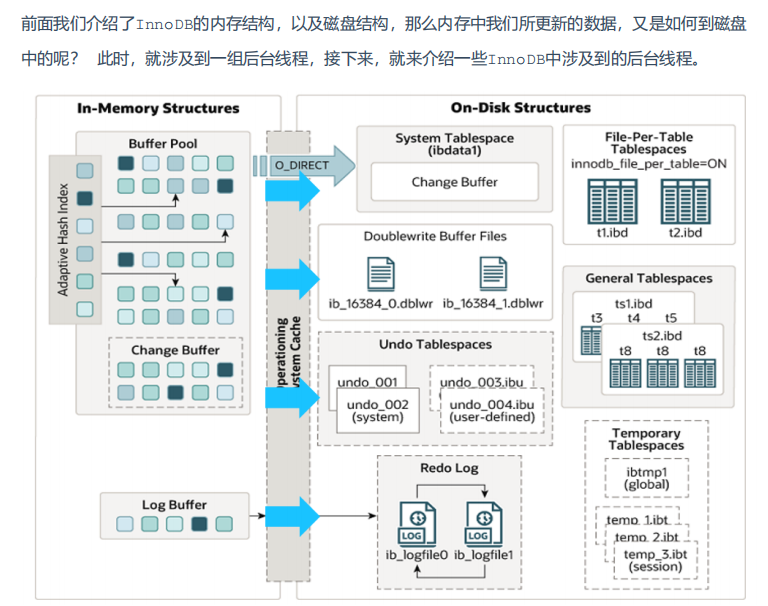 前面我们介绍了InnoDB的内存结构，以及磁盘结构，那么内存中我们所更新的数据，又是如何到磁盘
中的呢？ 此时，就涉及到一组后台线程，接下来，就来介绍一些InnoDB中涉及到的后台线程。
In-Memory Structures
Buffer Pool
Adaptive Hash Index
Change Buffer
Log Buffer
O_DIRECT
Operationing
System Cache
On-Disk Structures
System Tablespace
(ibdata1)
Change Buffer
Doublewrite Buffer Files
ib_16384_0.dblwr ib_16384_1.dblwr
Undo Tablespaces
undo_001
undo_002
(system)
undo_003.ibu
undo_004.ibu
(user-defined)
Redo Log
LOG LOG
ib_logfile0 ib_logfile1
File-Per-Table
Tablespaces
innodb_file_per_table=ON
t1.ibd t2.ibd
General Tablespaces
ts1.ibd
t3 t4 t5
ts2.ibd
t8 t8 t8
Temporary
Tablespaces
ibtmp1
(global)
temp_1.ibt
temp_2.ibt
temp_3.ibt
(session)